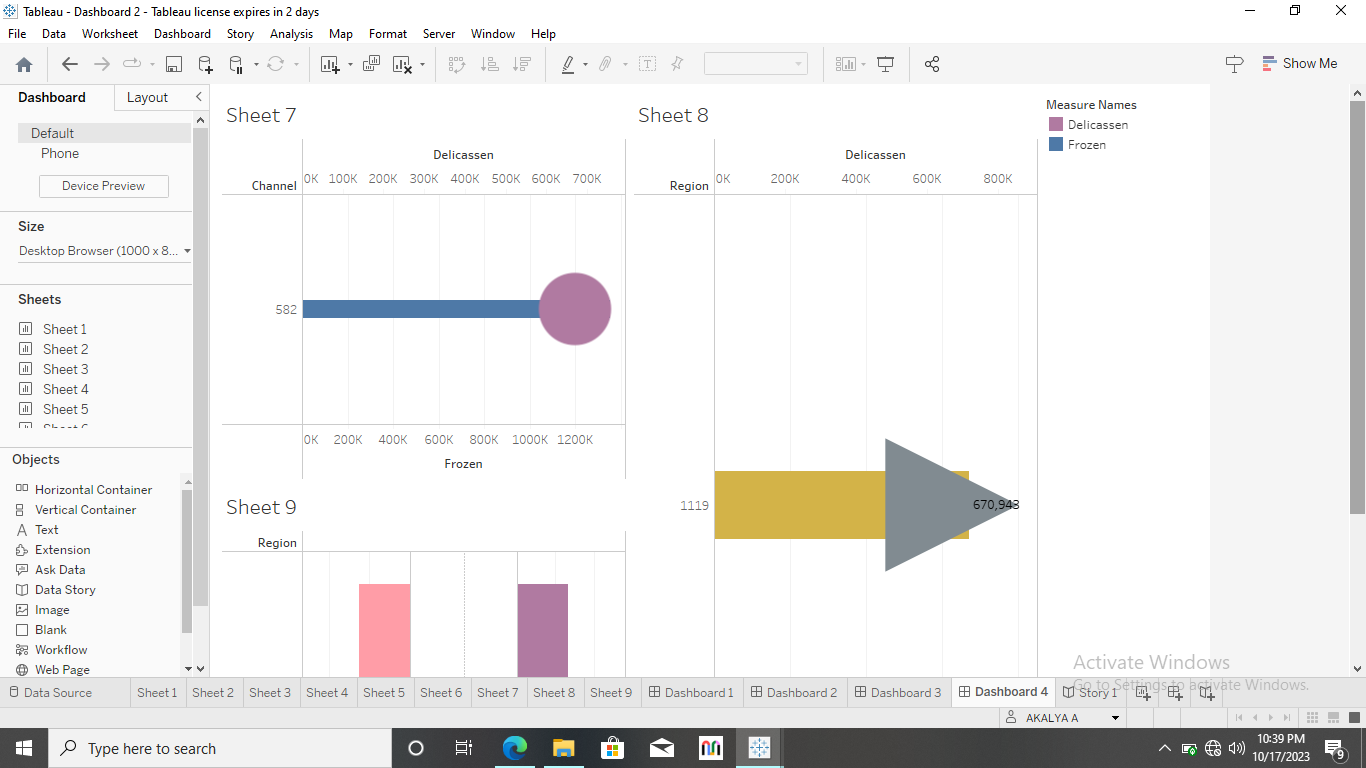 Tableau - Dashboard 2 - Tableau license expires in 2 days
File Data Worksheet Dashboard Story Analysis Map Format Server Window Help
Show Me
Dashboard Layout
Default
Phone
Device Preview
Size
Desktop Browser (1000 x 8...
Sheets
Sheet 1
Sheet 2
Sheet 3
Sheet 4
Sheet 5
Objects
Horizontal Container
Vertical Container
Text
Extension
Ask Data
Data Story
Image
Blank
Workflow
Web Page
Sheet 7
Delicassen
Channel
0K 100K 200K 300K 400K 500K 600K 700K
582
0K 200K 400K 600K 800K 1000K 1200K
Frozen
Sheet 9
Region
Sheet 8
Delicassen
Region
0K 200K 400K 600K 800K
1119
670,943
Measure Names
Delicassen
Frozen
Activate Windows
Go to Settings to activate Windows.
Data Source Sheet 1 Sheet 2 Sheet 3 Sheet 4 Sheet 5 Sheet 6 Sheet 7 Sheet 8 Sheet 9 Dashboard 1 Dashboard 2 Dashboard 3 Dashboard 4 Story 1
AKALYA A
Type here to search
10:39 PM
10/17/2023
9